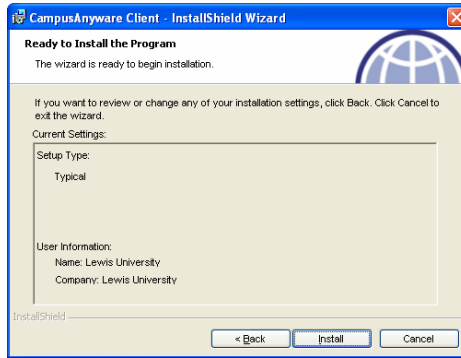 CampusAnyware Client - InstallShield Wizard
Ready to Install the Program
The wizard is ready to begin installation.
If you want to review or change any of your installation settings, click Back. Click Cancel to
exit the wizard.
Current Settings:
Setup Type:
Typical
User Information:
Name: Lewis University
Company: Lewis University
InstallShield
< Back
Install
Cancel